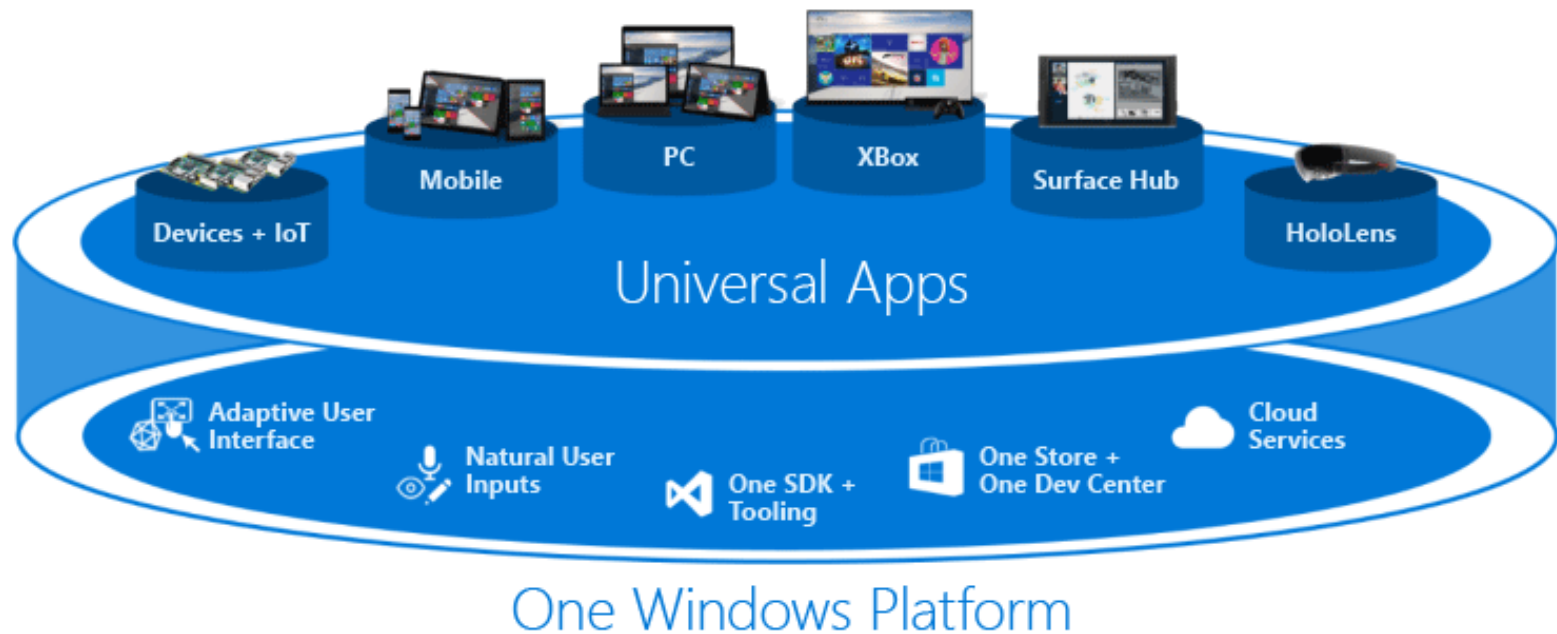 PC
XBox
Mobile
Surface Hub
Devices + IoT
HoloLens
Universal Apps
Adaptive User
Interface
Natural User
Inputs
One SDK +
Tooling
One Store +
One Dev Center
Cloud
Services
One Windows Platform